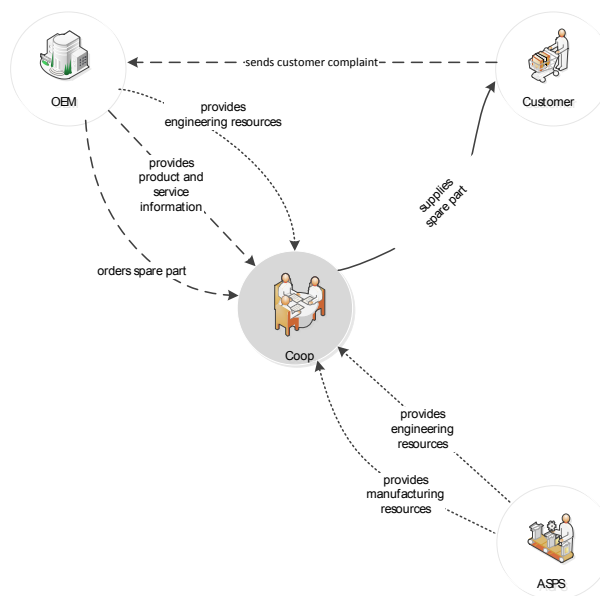 sends customer complaint
OEM
Customer
provides
engineering resources
provides
product and
service
information
supplies
spare part
orders spare part
Coop
provides
engineering
resources
provides
manufacturing
resources
ASPS